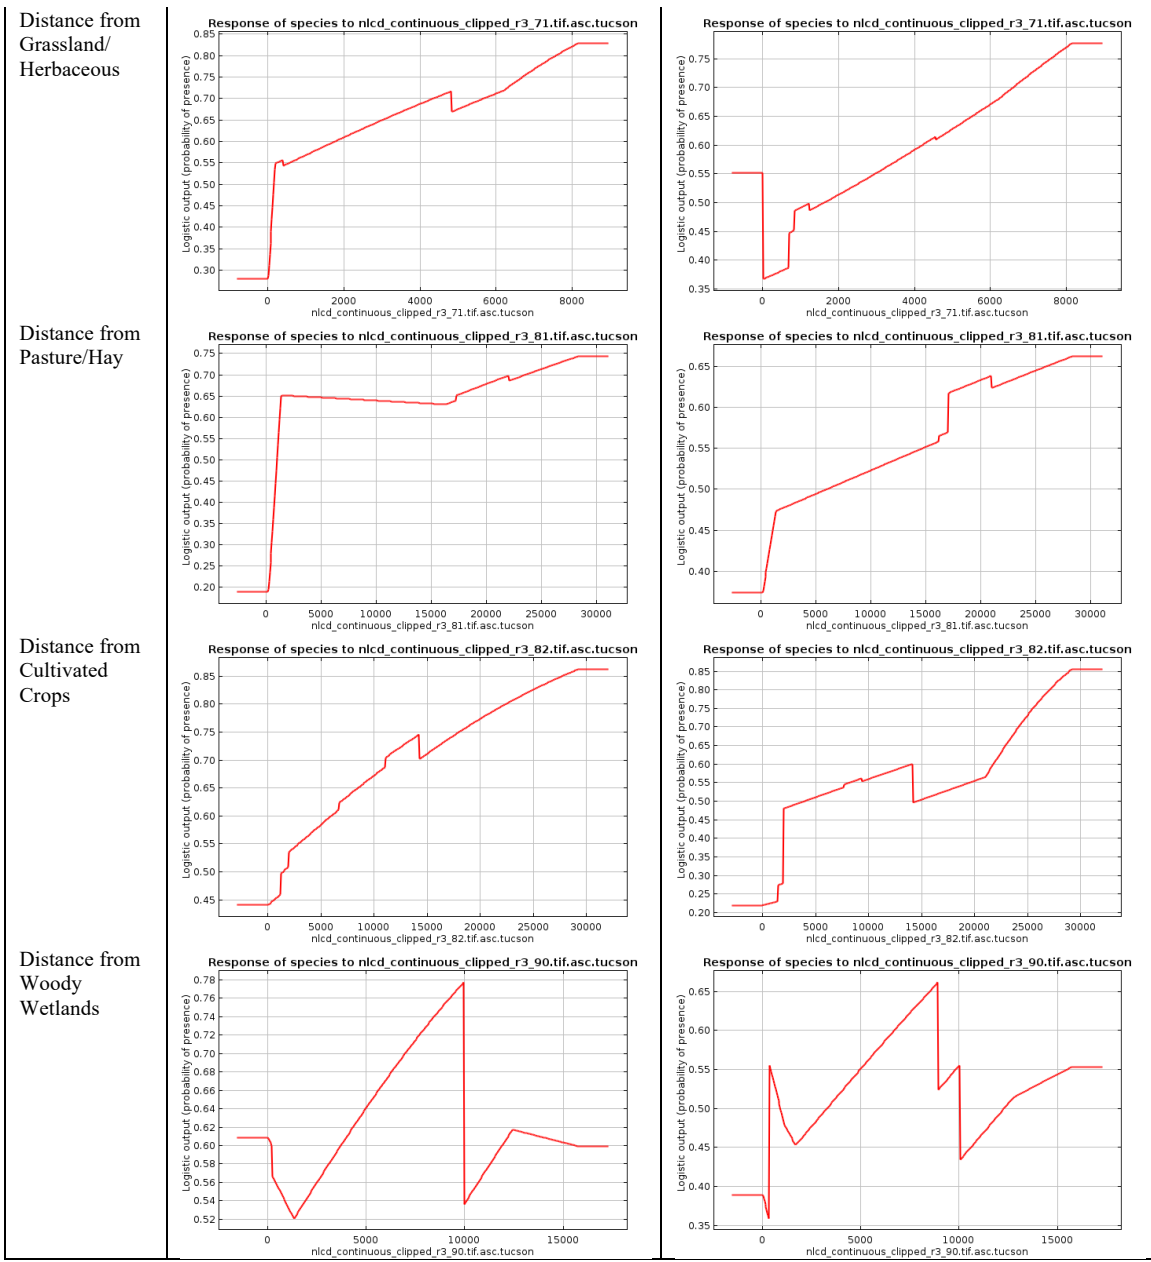 Distance from
Grassland/
Herbaceous
Response of species to nlcd_continuous_clipped_r3_71.tif.asc.tucson
Logistic output (probability of presence)
0.85
0.80
0.75
0.70
0.65
0.60
0.55
0.50
0.45
0.40
0.35
0.30
0 2000 4000 6000 8000
nlcd_continuous_clipped_r3_71.tif.asc.tucson
Response of species to nlcd_continuous_clipped_r3_71.tif.asc.tucson
Logistic output (probability of presence)
0.75
0.70
0.65
0.60
0.55
0.50
0.45
0.40
0.35
0 2000 4000 6000 8000
nlcd_continuous_clipped_r3_71.tif.asc.tucson
Distance from
Pasture/Hay
Response of species to nlcd_continuous_clipped_r3_81.tif.asc.tucson
Logistic output (probability of presence)
0.75
0.70
0.65
0.60
0.55
0.50
0.45
0.40
0.35
0.30
0.25
0.20
0 5000 10000 15000 20000 25000 30000
nlcd_continuous_clipped_r3_81.tif.asc.tucson
Response of species to nlcd_continuous_clipped_r3_81.tif.asc.tucson
Logistic output (probability of presence)
0.65
0.60
0.55
0.50
0.45
0.40
0 5000 10000 15000 20000 25000 30000
nlcd_continuous_clipped_r3_81.tif.asc.tucson
Distance from
Cultivated
Crops
Response of species to nlcd_continuous_clipped_r3_82.tif.asc.tucson
Logistic output (probability of presence)
0.85
0.80
0.75
0.70
0.65
0.60
0.55
0.50
0.45
0 5000 10000 15000 20000 25000 30000
nlcd_continuous_clipped_r3_82.tif.asc.tucson
Response of species to nlcd_continuous_clipped_r3_82.tif.asc.tucson
Logistic output (probability of presence)
0.85
0.80
0.75
0.70
0.65
0.60
0.55
0.50
0.45
0.40
0.35
0.30
0.25
0.20
0 5000 10000 15000 20000 25000 30000
nlcd_continuous_clipped_r3_82.tif.asc.tucson
Distance from
Woody
Wetlands
Response of species to nlcd_continuous_clipped_r3_90.tif.asc.tucson
Logistic output (probability of presence)
0.78
0.76
0.74
0.72
0.70
0.68
0.66
0.64
0.62
0.60
0.58
0.56
0.54
0.52
0 5000 10000 15000
nlcd_continuous_clipped_r3_90.tif.asc.tucson
Response of species to nlcd_continuous_clipped_r3_90.tif.asc.tucson
Logistic output (probability of presence)
0.65
0.60
0.55
0.50
0.45
0.40
0.35
0 5000 10000 15000
nlcd_continuous_clipped_r3_90.tif.asc.tucson